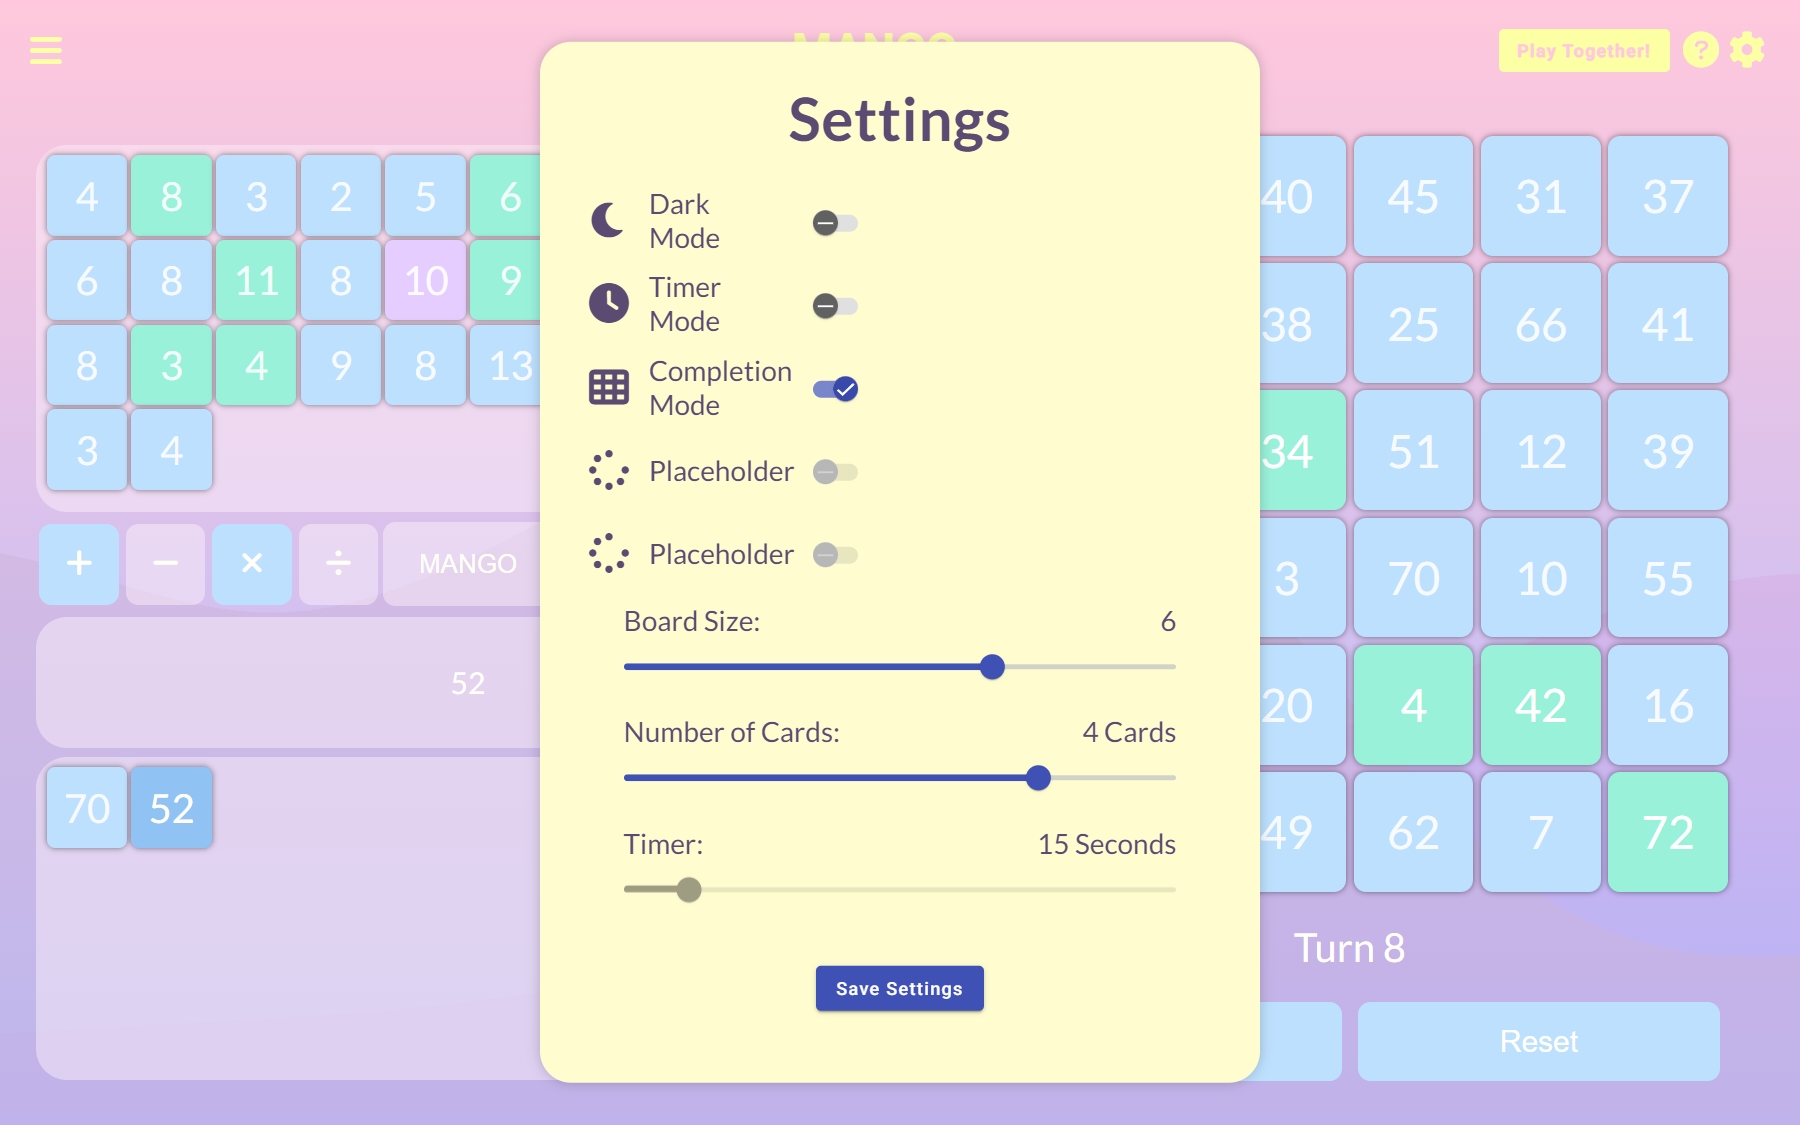 MANGO
Play Together!
?
Settings
Dark
Mode
Timer
Mode
Completion
Mode
Placeholder
Placeholder
Board Size: 6
Number of Cards: 4 Cards
Timer: 15 Seconds
Save Settings
4 8 3 2 5 6
6 8 11 8 10 9
8 3 4 9 8 13
3 4
+ − × ÷ MANGO
52
70 52
40 45 31 37
38 25 66 41
34 51 12 39
3 70 10 55
20 4 42 16
49 62 7 72
Turn 8
Reset